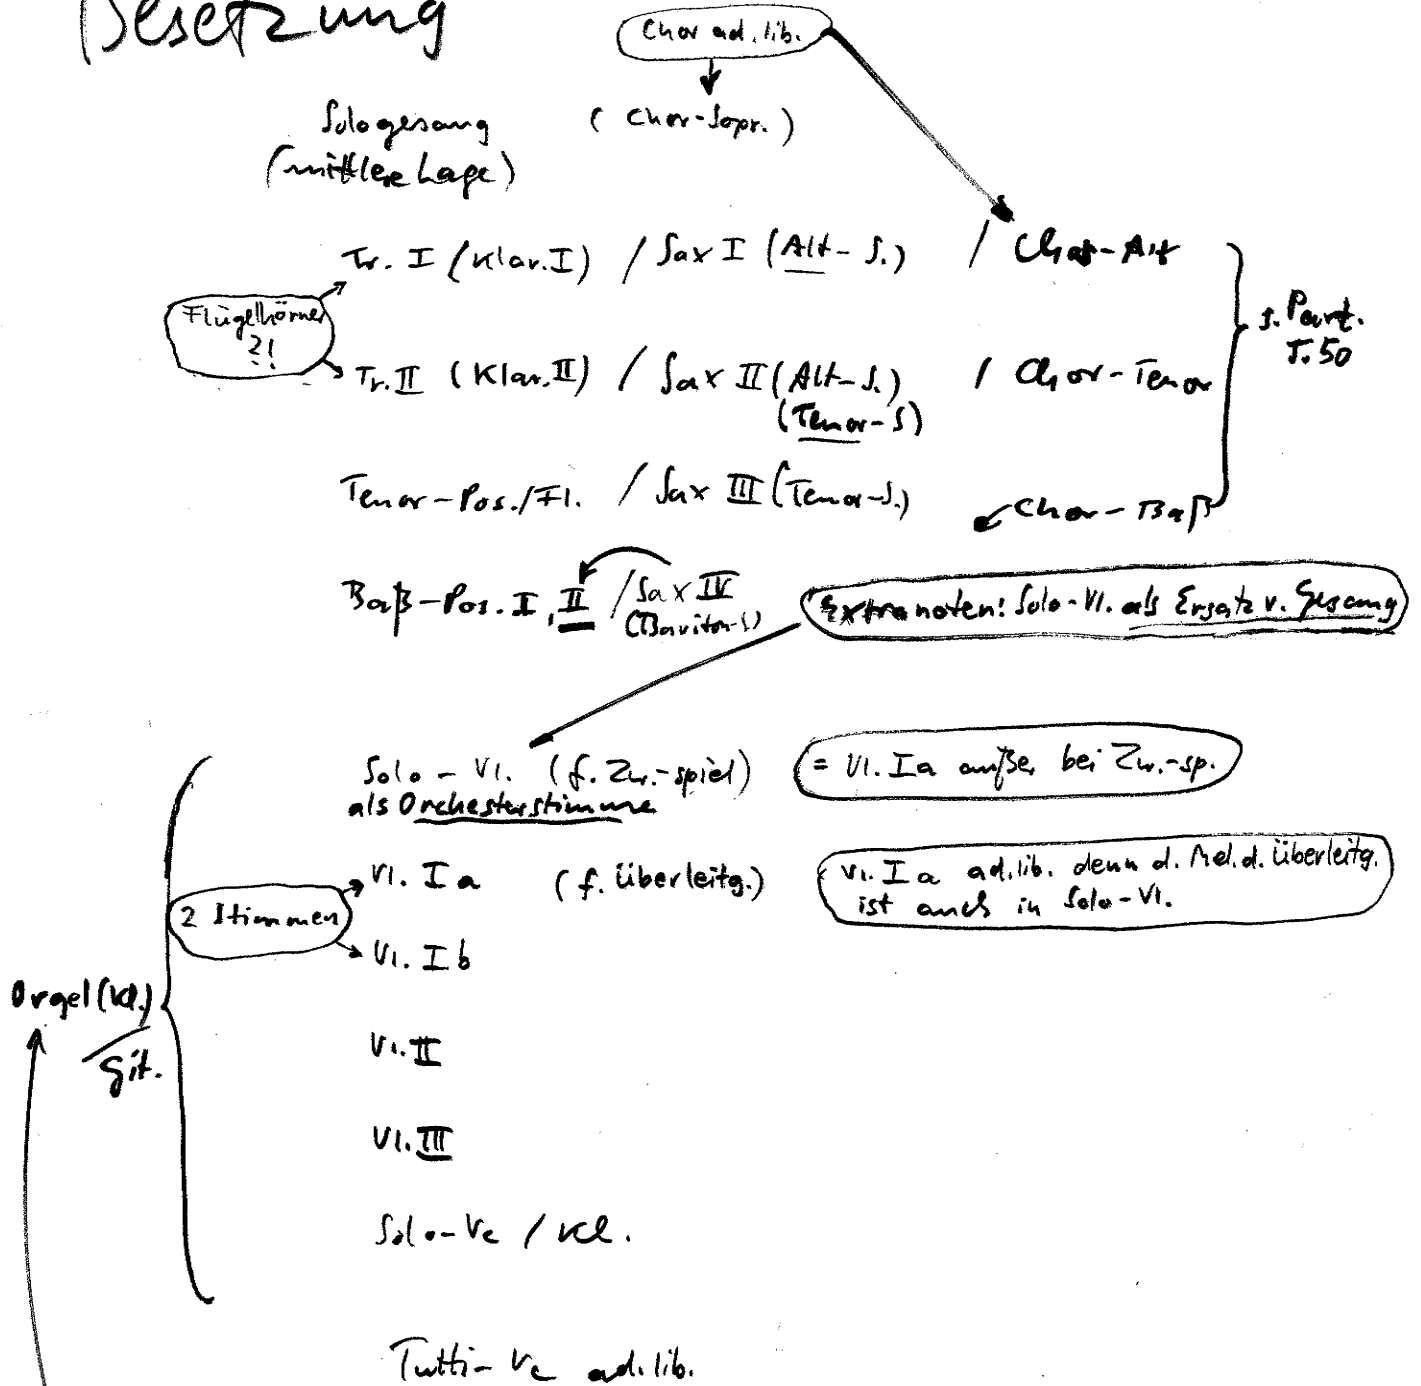 Besetzung
Chor ad. lib.
Sologesang ( Chor-Sopr. )
(mittlere Lage)
Tr. I (Klar. I) / Sax I (Alt-S.) / Chor-Alt
Flügelhörner
?!
s. Part.
T. 50
Tr. II (Klar. II) / Sax II (Alt-S.) / Chor-Tenor
(Tenor-S)
Tenor-Pos./Fl. / Sax III (Tenor-S.) Chor-Baß
Baß-Pos. I, II / Sax IV
(Bariton-S)
Extranoten: Solo-Vl. als Ersatz v. Gesang
Solo-Vl. (f. Zw.-spiel) = Vl. Ia außer bei Zw.-sp.
als Orchesterstimme
Vl. Ia (f. Überleitg.) Vl. Ia ad. lib. denn d. Mel. d. Überleitg.
ist auch in Solo-Vl.
2 Stimmen
Vl. Ib
Orgel (Kl.)
Git.
Vl. II
Vl. III
Solo-Vc / Kl.
Tutti-Vc ad. lib.